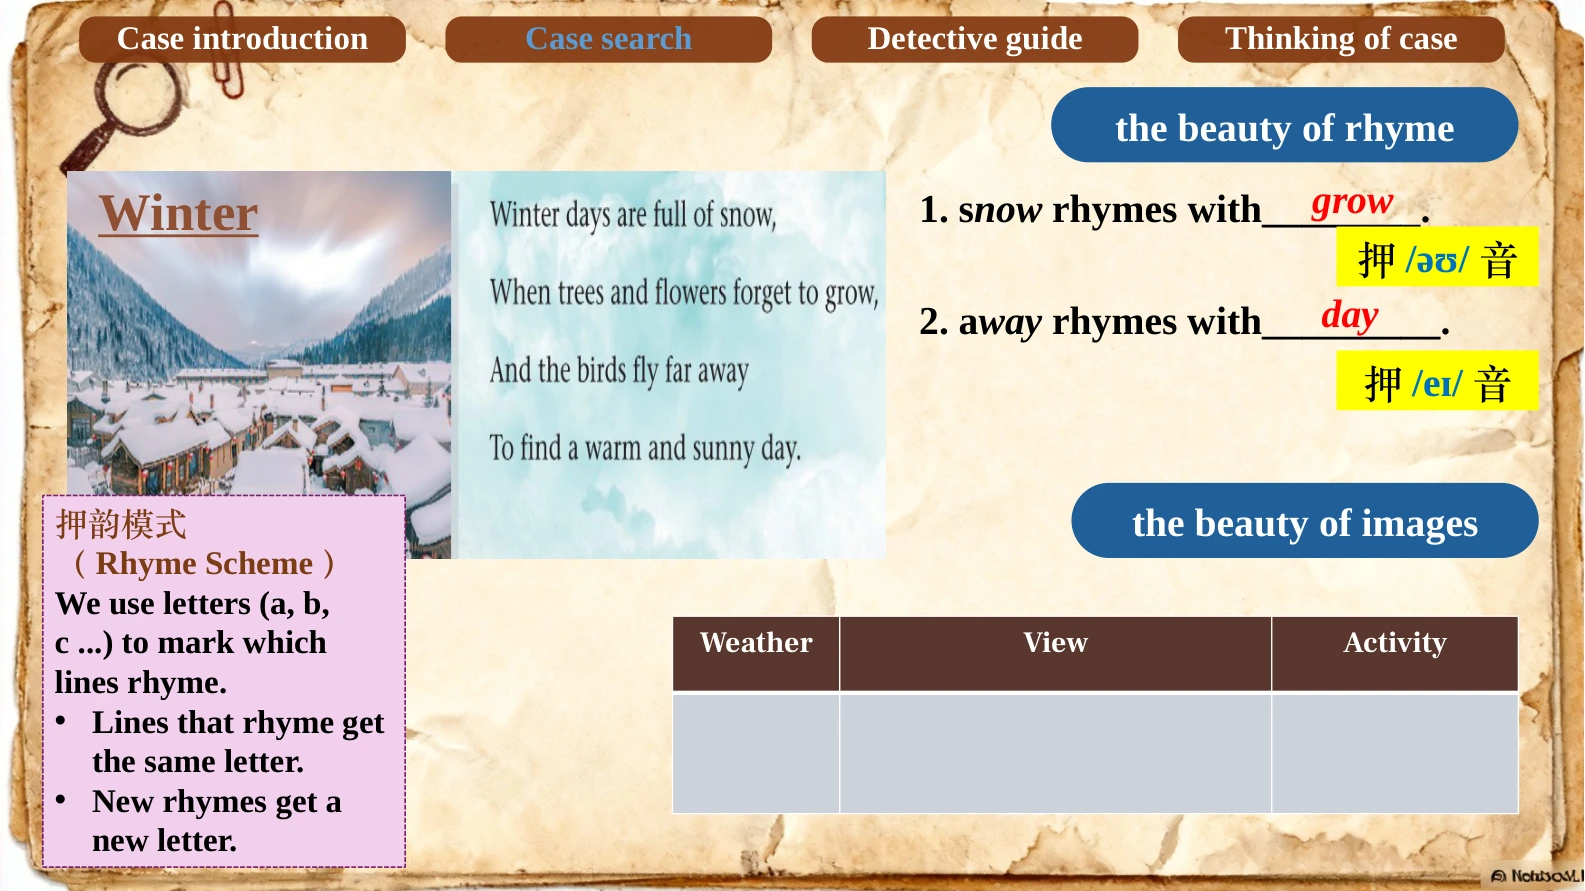 Case introduction
Case search
Detective guide
Thinking of case
the beauty of rhyme
Winter
Winter days are full of snow,
When trees and flowers forget to grow,
And the birds fly far away
To find a warm and sunny day.
1. snow rhymes with________.
grow
押 /əʊ/ 音
2. away rhymes with_________.
day
押 /eɪ/ 音
押韵模式
（ Rhyme Scheme ）
We use letters (a, b,
c ...) to mark which
lines rhyme.
• Lines that rhyme get
the same letter.
• New rhymes get a
new letter.
the beauty of images
Weather
View
Activity